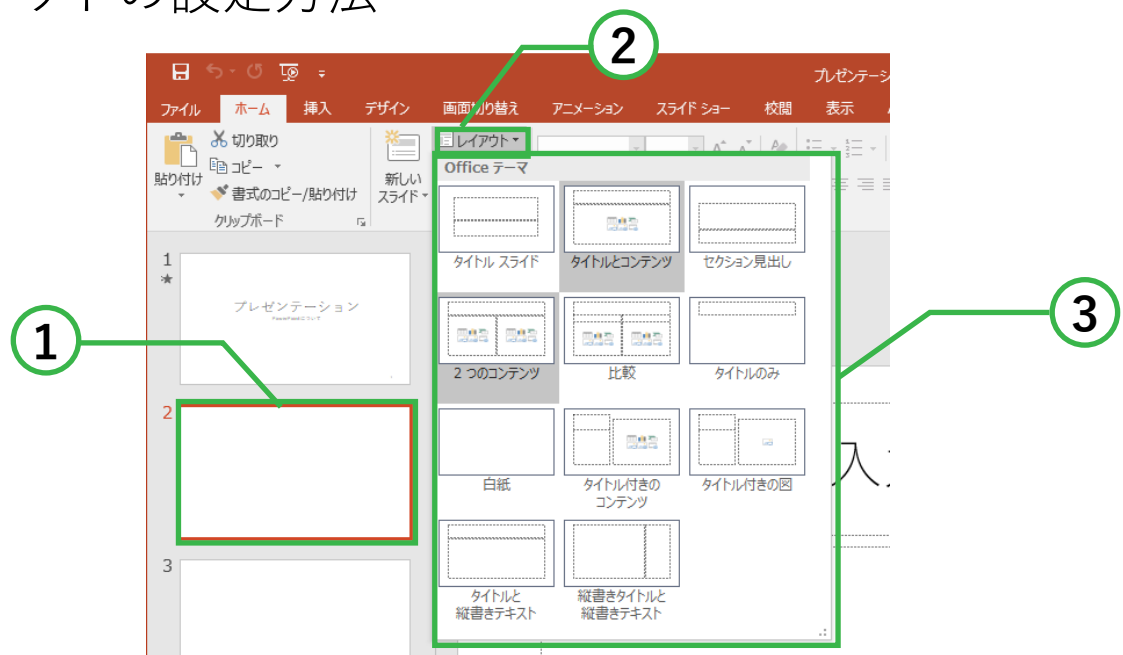 ウトの設定方法
2
プレゼンテーシ
ファイル ホーム 挿入 デザイン 画面切り替え アニメーション スライド ショー 校閲 表示
貼り付け
切り取り
コピー
書式のコピー/貼り付け
クリップボード
新しい
スライド
レイアウト
Office テーマ
タイトル スライド タイトルとコンテンツ セクション見出し
2 つのコンテンツ 比較 タイトルのみ
白紙 タイトル付きの
コンテンツ タイトル付きの図
タイトルと
縦書きテキスト 縦書きタイトルと
縦書きテキスト
1
プレゼンテーション
1
2
3
3
入